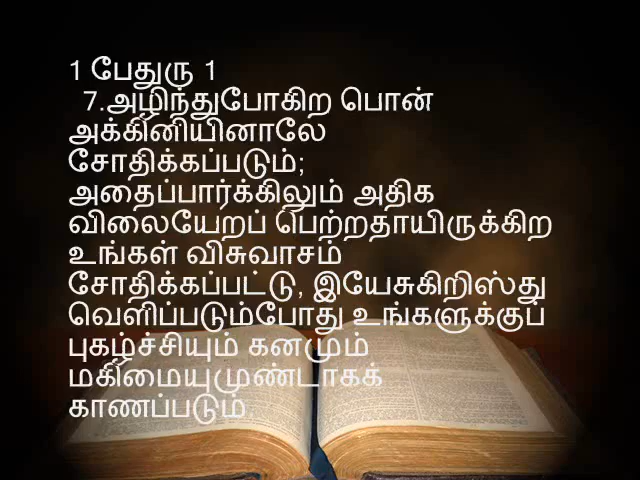 1 பேதுரு 1
7.அழிந்துபோகிற பொன்
அக்கினியினாலே
சோதிக்கப்படும்;
அதைப்பார்க்கிலும் அதிக
விலையேறப் பெற்றதாயிருக்கிற
உங்கள் விசுவாசம்
சோதிக்கப்பட்டு, இயேசுகிறிஸ்து
வெளிப்படும்போது உங்களுக்குப்
புகழ்ச்சியும் கனமும்
மகிமையுமுண்டாகக்
காணப்படும்.